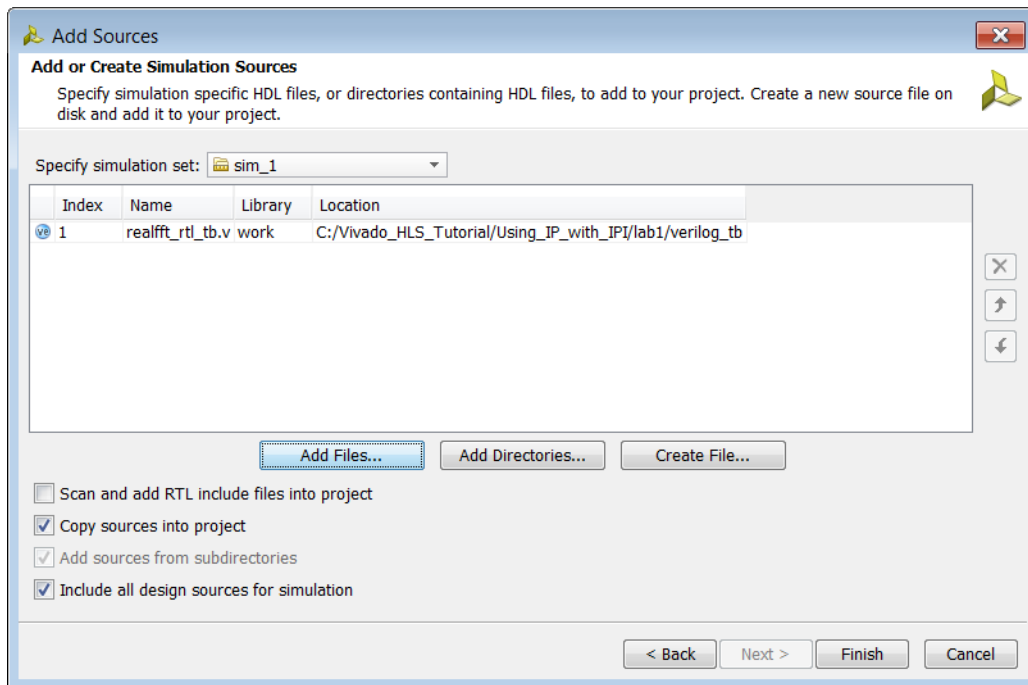 Add Sources
Add or Create Simulation Sources
Specify simulation specific HDL files, or directories containing HDL files, to add to your project. Create a new source file on
disk and add it to your project.
Specify simulation set: sim_1
Index Name Library Location
ve 1 realfft_rtl_tb.v work C:/Vivado_HLS_Tutorial/Using_IP_with_IPI/lab1/verilog_tb
Add Files... Add Directories... Create File...
Scan and add RTL include files into project
Copy sources into project
Add sources from subdirectories
Include all design sources for simulation
< Back Next > Finish Cancel